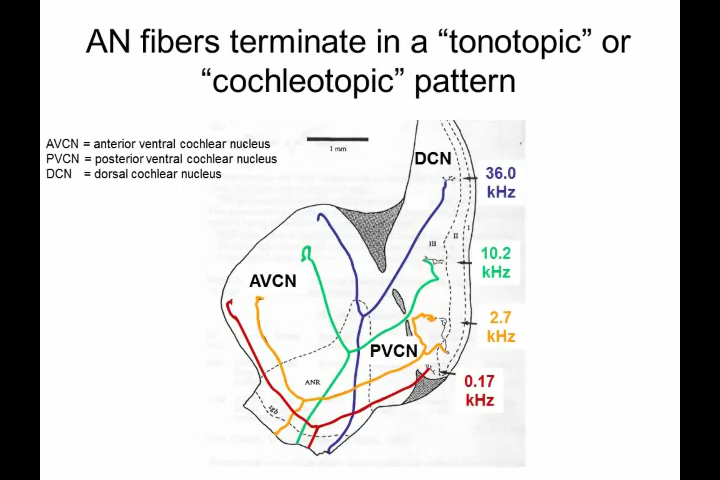 AN fibers terminate in a “tonotopic” or
“cochleotopic” pattern
AVCN = anterior ventral cochlear nucleus
PVCN = posterior ventral cochlear nucleus
DCN = dorsal cochlear nucleus
1 mm
DCN
36.0
kHz
III
II
10.2
kHz
AVCN
2.7
kHz
PVCN
ANR
0.17
kHz